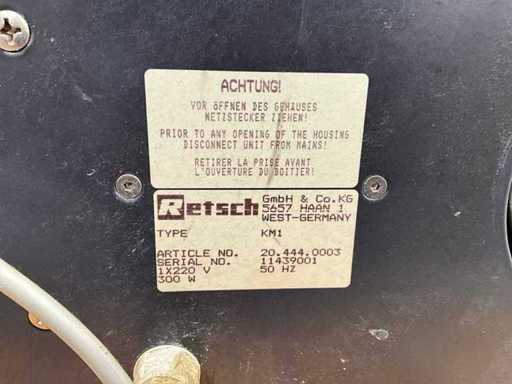 ACHTUNG!
VOR ÖFFNEN DES GEHÄUSES
NETZSTECKER ZIEHEN!
PRIOR TO ANY OPENING OF THE HOUSING
DISCONNECT UNIT FROM MAINS!
RETIRER LA PRISE AVANT
L'OUVERTURE DU BOITIER!
Retsch GmbH & Co.KG
5657 HAAN 1
WEST-GERMANY
TYPE KM1
ARTICLE NO. 20.444.0003
SERIAL NO. 11439001
1X220 V 50 HZ
300 W